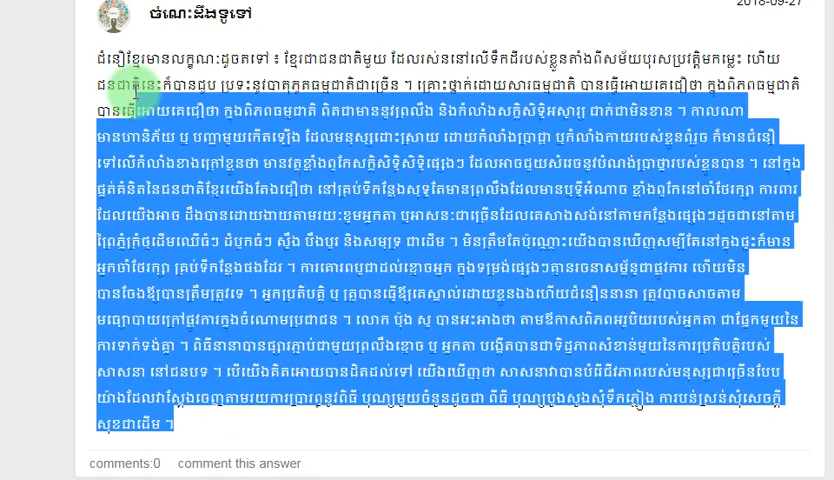 ចំណេះដឹងទូទៅ
2018-09-27
ជំនឿខ្មែរមានលក្ខណៈដូចតទៅ ៖ ខ្មែរជាជនជាតិមួយ ដែលរស់ននៅលើទឹកដីរបស់ខ្លួនតាំងពីសម័យបុរសប្រវត្តិមកម្លេះ ហើយ
ជនជាតិនេះក៏បានជួប ប្រទះនូវបាតុភូតធម្មជាតិជាច្រើន ។ គ្រោះថ្នាក់ដោយសារធម្មជាតិ បានធ្វើអោយគេជឿថា ក្នុងពិភពធម្មជាតិ
បានធ្វើអោយគេជឿថា ក្នុងពិភពធម្មជាតិ ពិតជាមាននូវព្រលឹង និងកំលាំងសក្តិសិទ្ធិអស្ចារ្យ ជាក់ជាមិនខាន ។ កាលណា
មានហានិភ័យ ឬ បញ្ហាមួយកើតឡើង ដែលមនុស្សដោះស្រាយ ដោយកំលាំងប្រាជ្ញា ឬកំលាំងកាយរបស់ខ្លួនពុំរួច ក៏មានជំនឿ
ទៅលើកំលាំងខាងក្រៅខ្លួនថា មានវត្ថុខ្លាំងពូកែសក្តិសិទ្ធិសិទ្ធិផ្សេងៗ ដែលអាចជួយសំរេចនូវបំណងប្រាថ្នារបស់ខ្លួនបាន ។ នៅក្នុង
ផ្នត់គំនិតនៃជនជាតិខ្មែរយើងតែងជឿថា នៅគ្រប់ទីកន្លែងសុទ្ធតែមានព្រលឹងដែលមានឫទ្ធីអំណាច ខ្លាំងពូកែនៅចាំថែរក្សា ការពារ
ដែលយើងអាច ដឹងបានដោយងាយតាមរយៈខ្ទមអ្នកតា ឬអាសនៈជាច្រើនដែលគេសាងសង់នៅតាមកន្លែងផ្សេងៗដូចជានៅតាម
ព្រៃភ្នំក្រំថ្មដើមឈើធំៗ ដំបូកធំៗ ស្ទឹង បឹងបួរ និងសមុទ្រ ជាដើម ។ មិនត្រឹមតែប៉ុណ្ណោះយើងបានឃើញសម្បីតែនៅក្នុងផ្ទះក៏មាន
អ្នកចាំថែរក្សា គ្រប់ទីកន្លែងផងដែរ ។ ការគោរពបូជាដល់ខ្មោចអ្នក ក្នុងទម្រង់ផ្សេងៗគ្មានរចនាសម្ព័ន្ធជាផ្លូវការ ហើយមិន
បានចែងឱ្យបានត្រឹមត្រូវទេ ។ អ្នកប្រតិបត្តិ ឬ គ្រូបានធ្វើឱ្យគេស្គាល់ដោយខ្លួនឯងហើយជំនឿននានា ត្រូវបាចសាចតាម
មធ្យោបាយក្រៅផ្លូវការក្នុងចំណោមប្រជាជន ។ លោក ប៉ុង សូ បានអះអាងថា តាមឱកាសពិភពអរូបិយរបស់អ្នកតា ជាផ្នែកមួយនៃ
ការទាក់ទងគ្នា ។ ពិធីនានាបានផ្សារភ្ជាប់ជាមួយព្រលឹងខ្មោច ឬ អ្នកតា បង្កើតបានជាទិដ្ឋភាពសំខាន់មួយនៃការប្រតិបត្តិរបស់
សាសនា នៅជនបទ ។ បើយើងគិតអោយបានដិតដល់ទៅ យើងឃើញថា សាសនាវាបានបំរើជីវភាពរបស់មនុស្សជាច្រើនបែប
យ៉ាងដែលវាស្តែងចេញតាមរយការប្រារព្ធនូវពិធី បុណ្យមួយចំនួនដូចជា ពីធី បុណ្យបួងសួងសុំទឹកភ្លៀង ការបន់ស្រន់សុំសេចក្តី
សុខជាដើម ។
comments:0 comment this answer